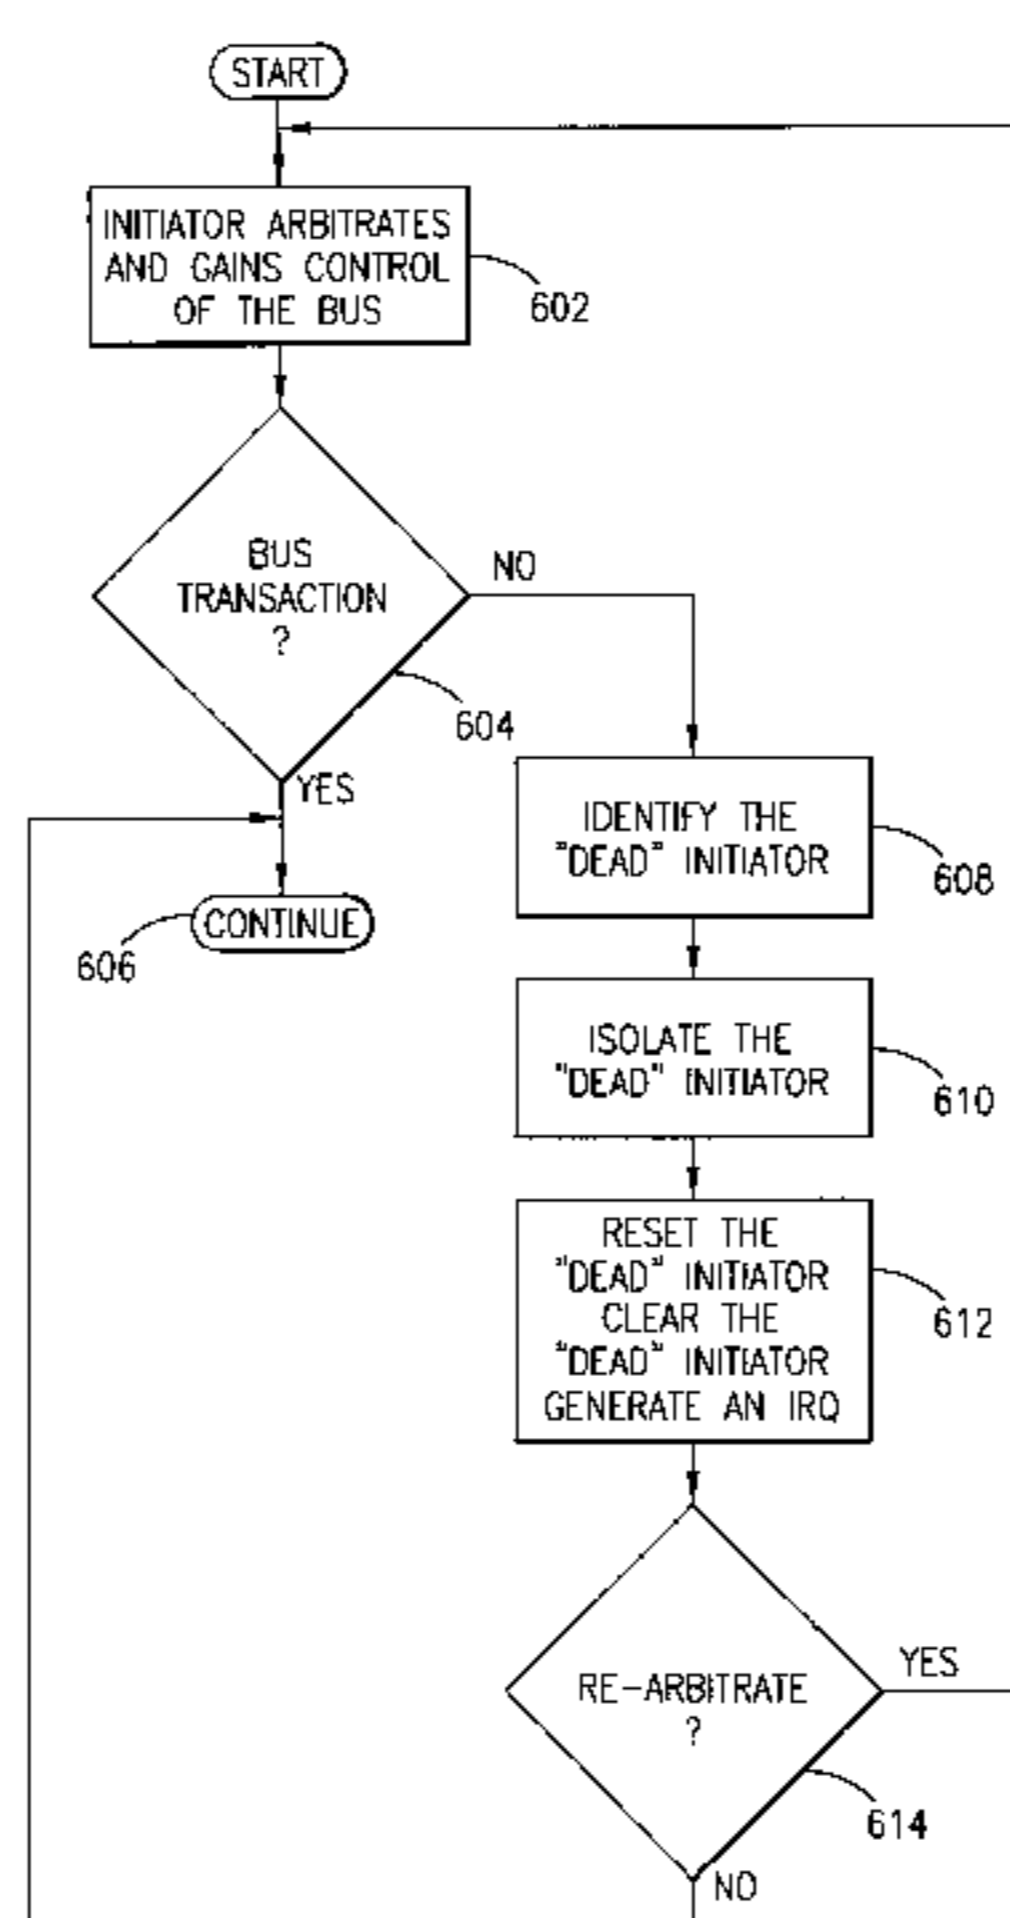 START
INITIATOR ARBITRATES
AND GAINS CONTROL
OF THE BUS
602
BUS
TRANSACTION
?
NO
604
YES
IDENTIFY THE
"DEAD" INITIATOR
608
CONTINUE
606
ISOLATE THE
"DEAD" INITIATOR
610
RESET THE
"DEAD" INITIATOR
CLEAR THE
"DEAD" INITIATOR
GENERATE AN IRQ
612
RE-ARBITRATE
?
YES
614
NO